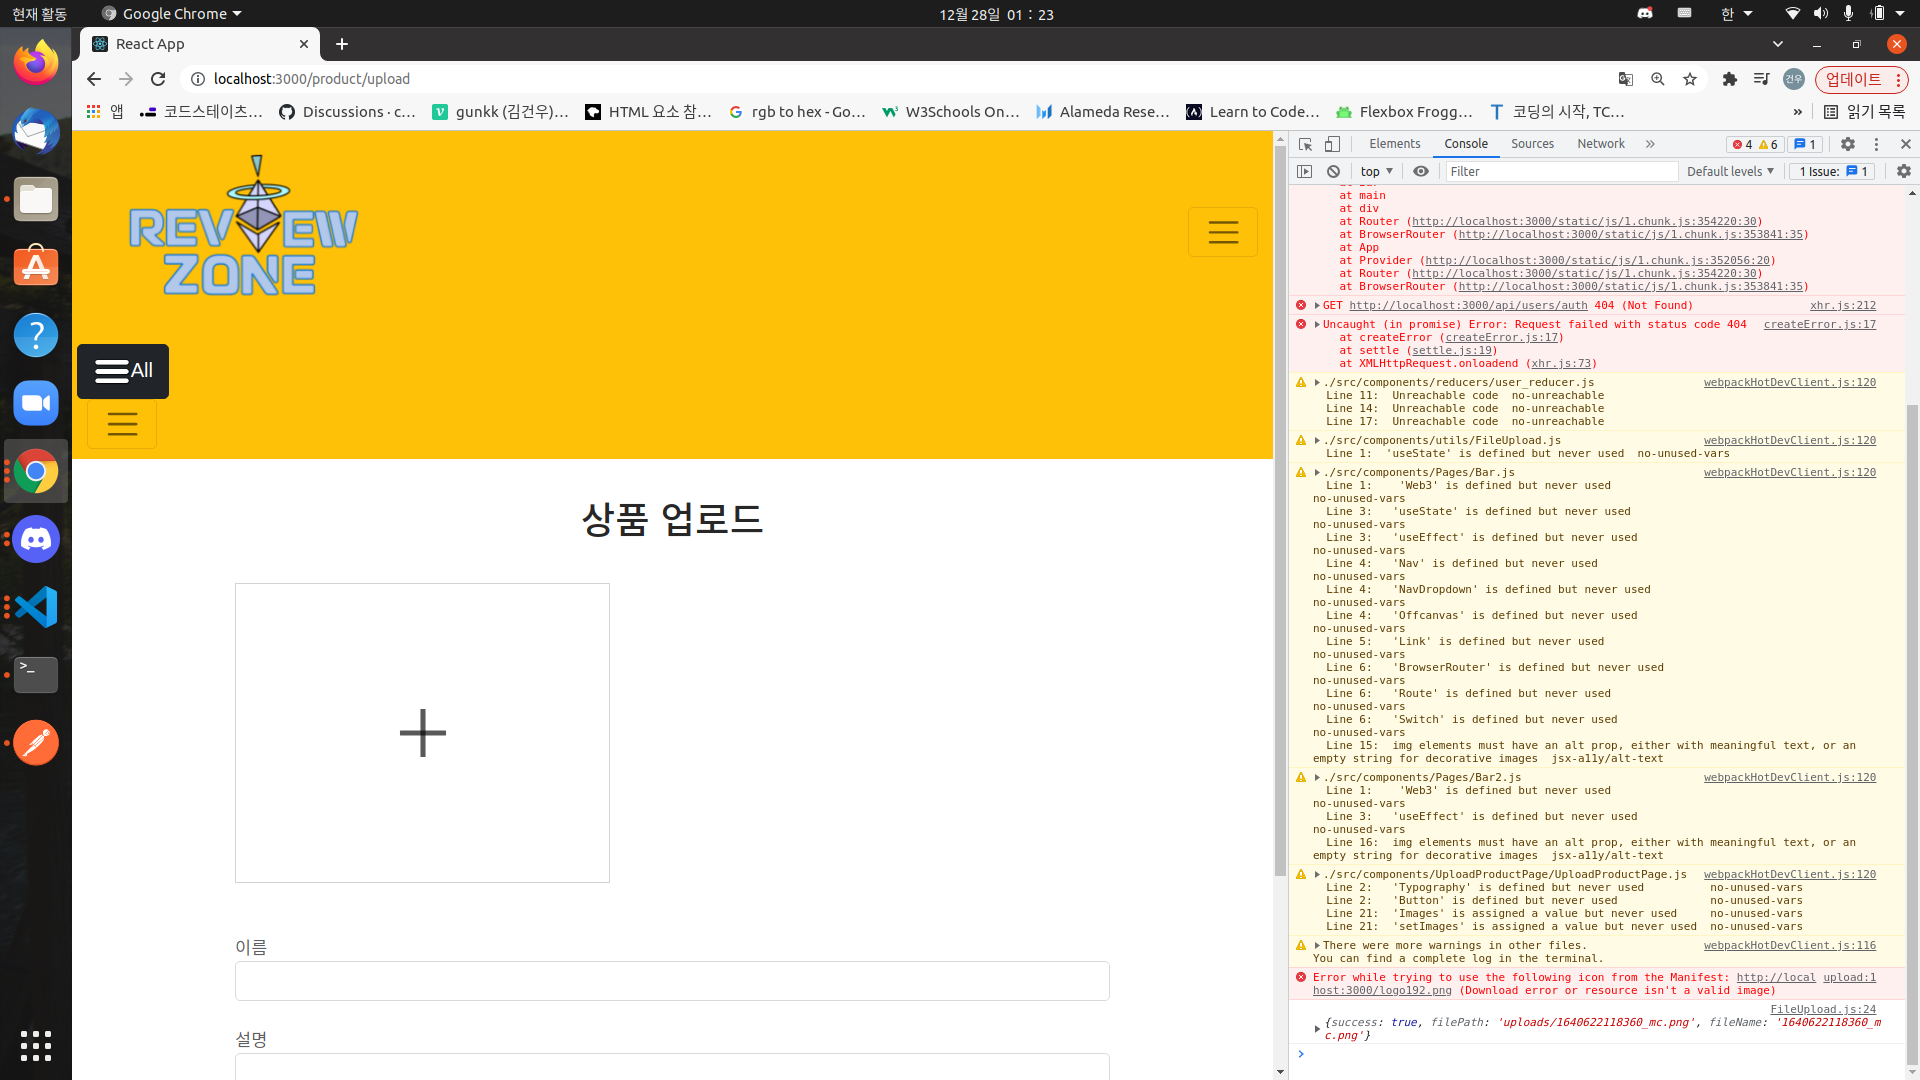 현재 활동
Google Chrome
12월 28일 01 : 23
한
React App
localhost:3000/product/upload
건우
업데이트
앱
코드스테이츠...
Discussions · c...
gunkk (김건우)...
HTML 요소 참...
rgb to hex - Go...
W3Schools On...
Alameda Rese...
Learn to Code...
Flexbox Frogg...
코딩의 시작, TC...
»
읽기 목록
REVIEW
ZONE
All
상품 업로드
이름
설명
Elements
Console
Sources
Network
»
4
6
1
top
Filter
Default levels
1 Issue: 1
at main
at div
at Router (http://localhost:3000/static/js/1.chunk.js:354220:30)
at BrowserRouter (http://localhost:3000/static/js/1.chunk.js:353841:35)
at App
at Provider (http://localhost:3000/static/js/1.chunk.js:352056:20)
at Router (http://localhost:3000/static/js/1.chunk.js:354220:30)
at BrowserRouter (http://localhost:3000/static/js/1.chunk.js:353841:35)
GET http://localhost:3000/api/users/auth 404 (Not Found) xhr.js:212
Uncaught (in promise) Error: Request failed with status code 404 createError.js:17
at createError (createError.js:17)
at settle (settle.js:19)
at XMLHttpRequest.onloadend (xhr.js:73)
./src/components/reducers/user_reducer.js webpackHotDevClient.js:120
Line 11: Unreachable code no-unreachable
Line 14: Unreachable code no-unreachable
Line 17: Unreachable code no-unreachable
./src/components/utils/FileUpload.js webpackHotDevClient.js:120
Line 1: 'useState' is defined but never used no-unused-vars
./src/components/Pages/Bar.js webpackHotDevClient.js:120
Line 1: 'Web3' is defined but never used
no-unused-vars
Line 3: 'useState' is defined but never used
no-unused-vars
Line 3: 'useEffect' is defined but never used
no-unused-vars
Line 4: 'Nav' is defined but never used
no-unused-vars
Line 4: 'NavDropdown' is defined but never used
no-unused-vars
Line 4: 'Offcanvas' is defined but never used
no-unused-vars
Line 5: 'Link' is defined but never used
no-unused-vars
Line 6: 'BrowserRouter' is defined but never used
no-unused-vars
Line 6: 'Route' is defined but never used
no-unused-vars
Line 6: 'Switch' is defined but never used
no-unused-vars
Line 15: img elements must have an alt prop, either with meaningful text, or an
empty string for decorative images jsx-a11y/alt-text
./src/components/Pages/Bar2.js webpackHotDevClient.js:120
Line 1: 'Web3' is defined but never used
no-unused-vars
Line 3: 'useEffect' is defined but never used
no-unused-vars
Line 16: img elements must have an alt prop, either with meaningful text, or an
empty string for decorative images jsx-a11y/alt-text
./src/components/UploadProductPage/UploadProductPage.js webpackHotDevClient.js:120
Line 2: 'Typography' is defined but never used no-unused-vars
Line 2: 'Button' is defined but never used no-unused-vars
Line 21: 'Images' is assigned a value but never used no-unused-vars
Line 21: 'setImages' is assigned a value but never used no-unused-vars
There were more warnings in other files. webpackHotDevClient.js:116
You can find a complete log in the terminal.
Error while trying to use the following icon from the Manifest: http://local upload:1
host:3000/logo192.png (Download error or resource isn't a valid image)
FileUpload.js:24
{success: true, filePath: 'uploads/1640622118360_mc.png', fileName: '1640622118360_m
c.png'}